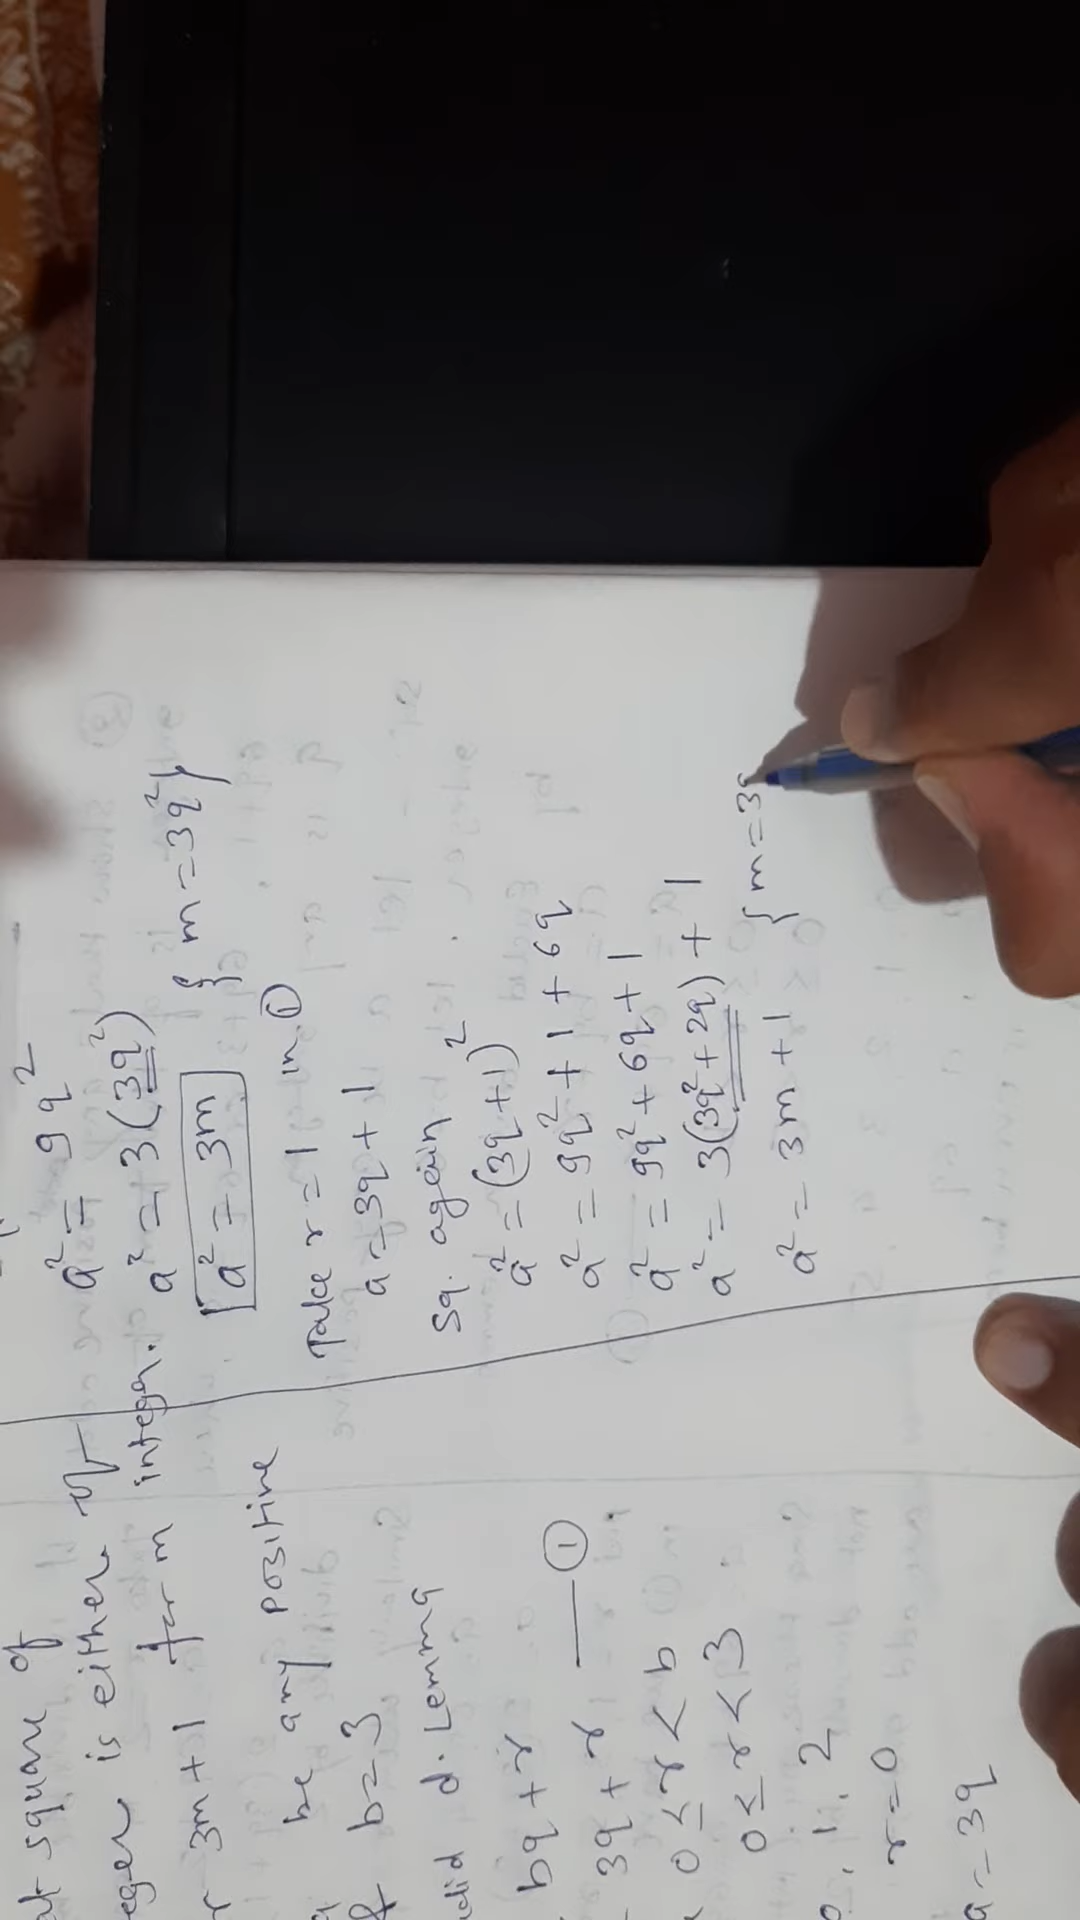 square of
is either of
3m + 1 for m integer.
be any positive
b = 3
d. Lemma
bq + r ——— ①
3q + r
0 ≤ r < b
0 ≤ r < 3
1, 2
r = 0
a = 3q
a² = 9q²
a² = 3(3q²)
a² = 3m { m = 3q² }
Take r = 1 in ①
a = 3q + 1
Sq. again
a² = (3q + 1)²
a² = 9q² + 1 + 6q
a² = 9q² + 6q + 1
a² = 3(3q² + 2q) + 1
a² = 3m + 1 { m = 3